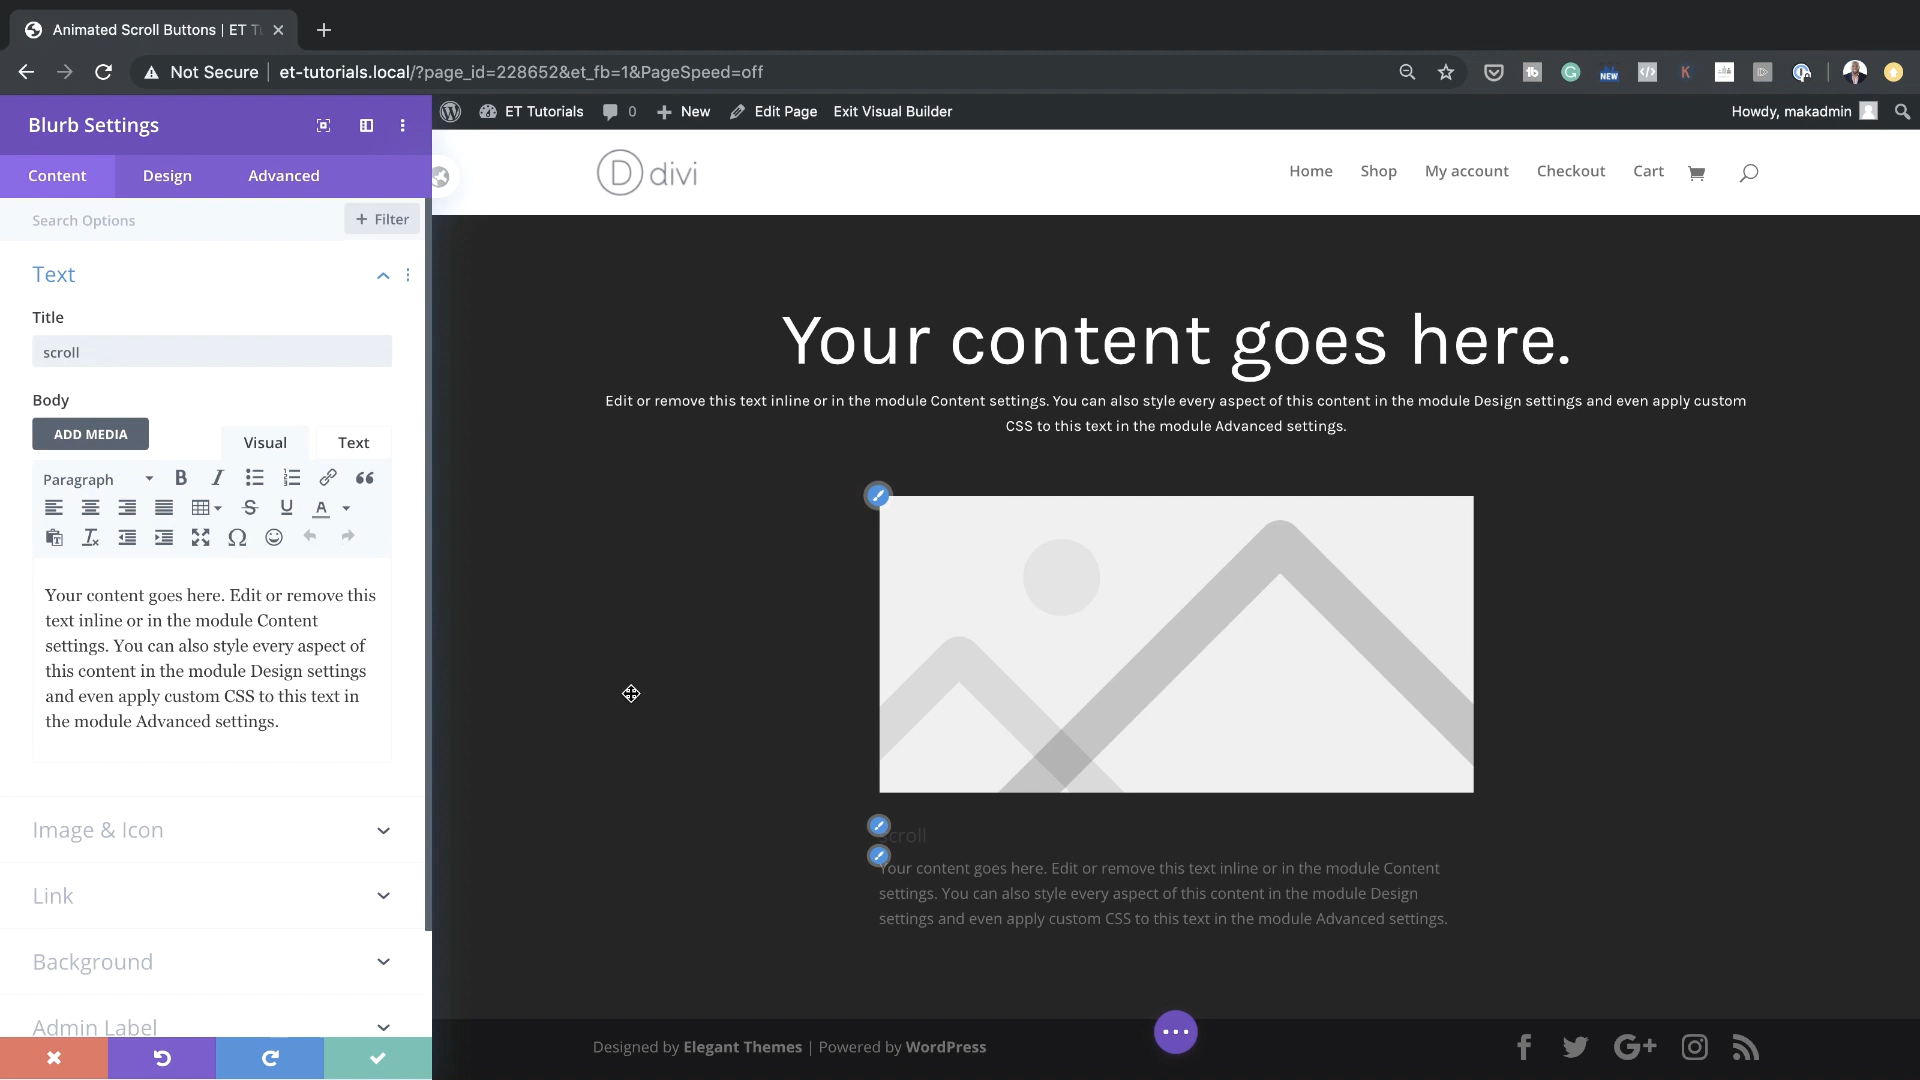 Animated Scroll Buttons | ET T
Not Secure
et-tutorials.local/?page_id=228652&et_fb=1&PageSpeed=off
NEW
Blurb Settings
Content
Design
Advanced
Search Options
+ Filter
Text
Title
scroll
Body
ADD MEDIA
Visual
Text
Paragraph
Your content goes here. Edit or remove this
text inline or in the module Content
settings. You can also style every aspect of
this content in the module Design settings
and even apply custom CSS to this text in
the module Advanced settings.
Image & Icon
Link
Background
Admin Label
ET Tutorials
0
New
Edit Page
Exit Visual Builder
Howdy, makadmin
D divi
Home
Shop
My account
Checkout
Cart
Your content goes here.
Edit or remove this text inline or in the module Content settings. You can also style every aspect of this content in the module Design settings and even apply custom
CSS to this text in the module Advanced settings.
scroll
Your content goes here. Edit or remove this text inline or in the module Content
settings. You can also style every aspect of this content in the module Design
settings and even apply custom CSS to this text in the module Advanced settings.
Designed by Elegant Themes | Powered by WordPress